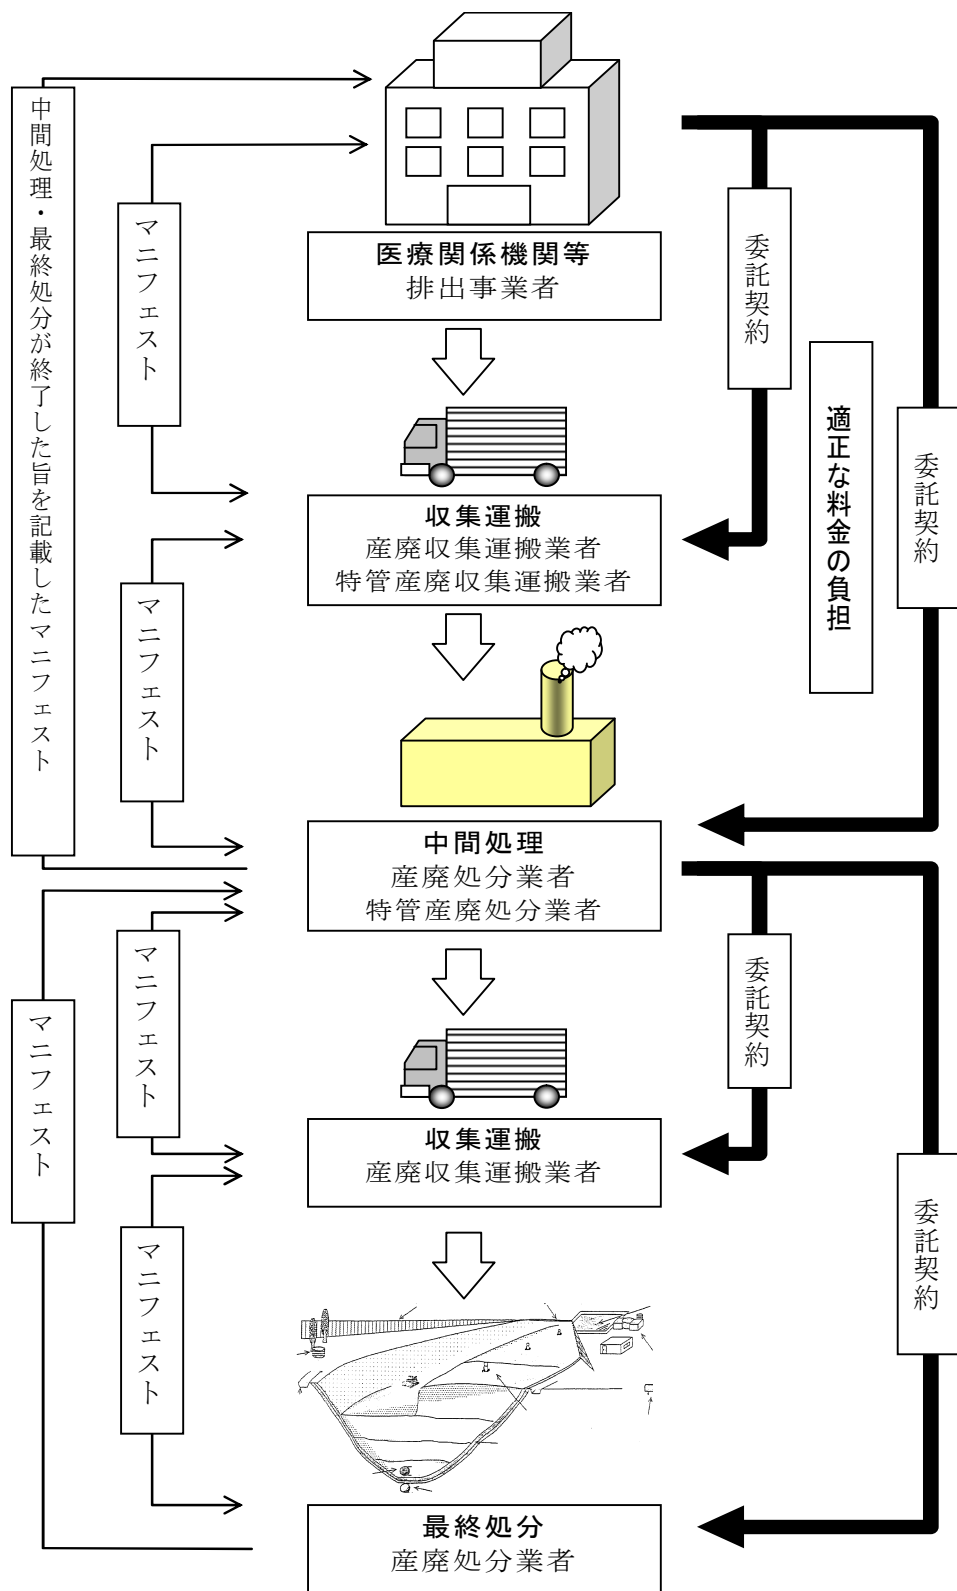 医療関係機関等
排出事業者
中間処理・最終処分が終了した旨を記載したマニフェスト
マニフェスト
委託契約
適正な料金の負担
委託契約
収集運搬
産廃収集運搬業者
特管産廃収集運搬業者
マニフェスト
中間処理
産廃処分業者
特管産廃処分業者
マニフェスト
マニフェスト
委託契約
収集運搬
産廃収集運搬業者
マニフェスト
委託契約
最終処分
産廃処分業者